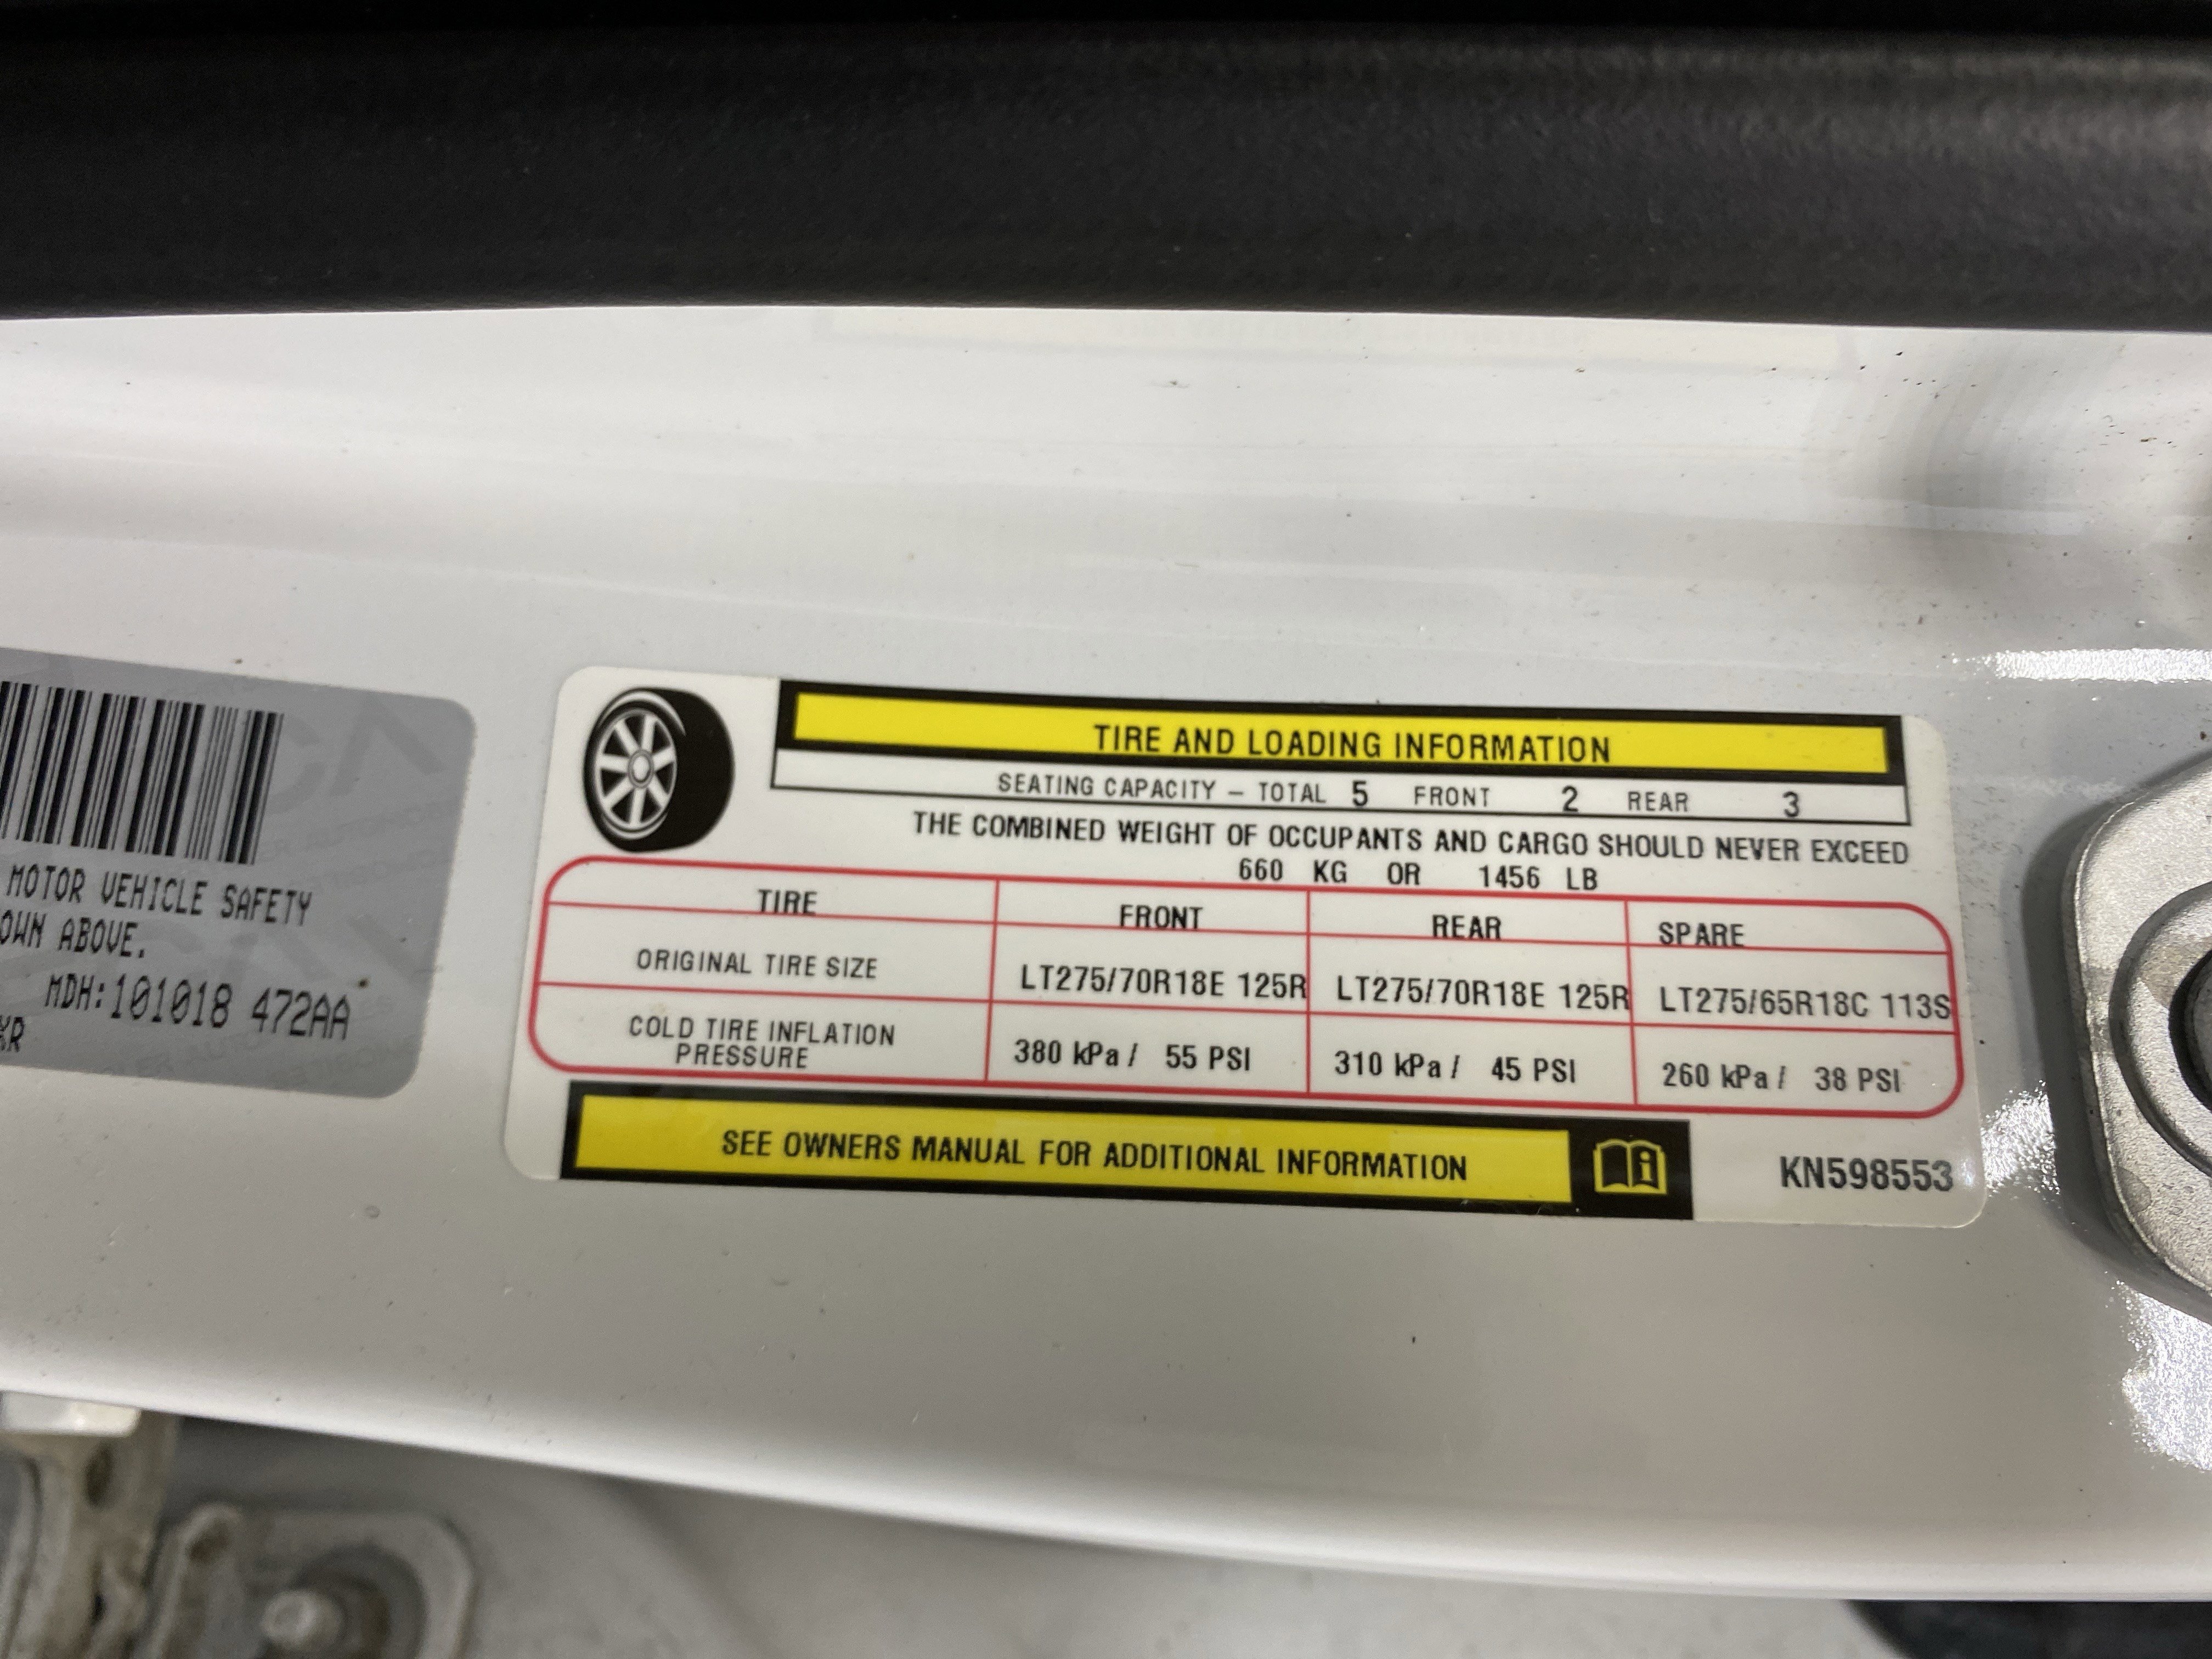 MOTOR VEHICLE SAFETY
OWN ABOVE.
MDH:101018 472AA
KR
TIRE AND LOADING INFORMATION
SEATING CAPACITY – TOTAL 5 FRONT 2 REAR 3
THE COMBINED WEIGHT OF OCCUPANTS AND CARGO SHOULD NEVER EXCEED
660 KG OR 1456 LB
TIRE FRONT REAR SPARE
ORIGINAL TIRE SIZE LT275/70R18E 125R LT275/70R18E 125R LT275/65R18C 113S
COLD TIRE INFLATION
PRESSURE 380 kPa / 55 PSI 310 kPa / 45 PSI 260 kPa / 38 PSI
SEE OWNERS MANUAL FOR ADDITIONAL INFORMATION
KN598553